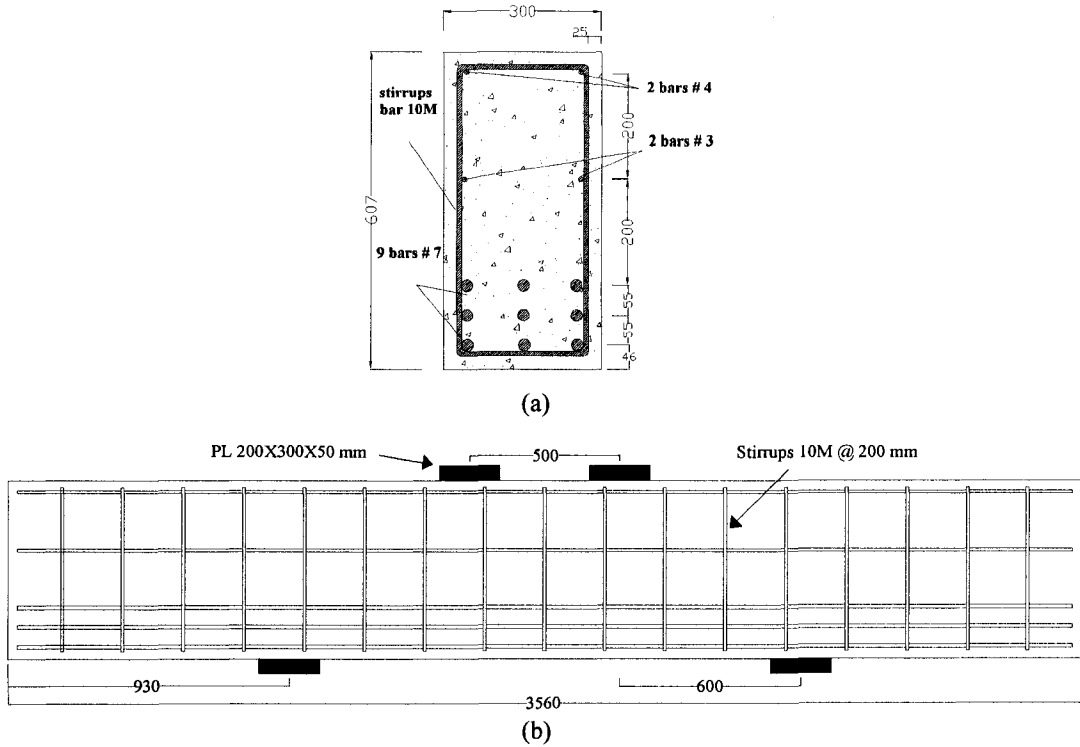 300
25
stirrups
bar 10M
2 bars # 4
200
2 bars # 3
607
200
9 bars # 7
55
55
46
(a)
PL 200X300X50 mm
500
Stirrups 10M @ 200 mm
930
600
3560
(b)